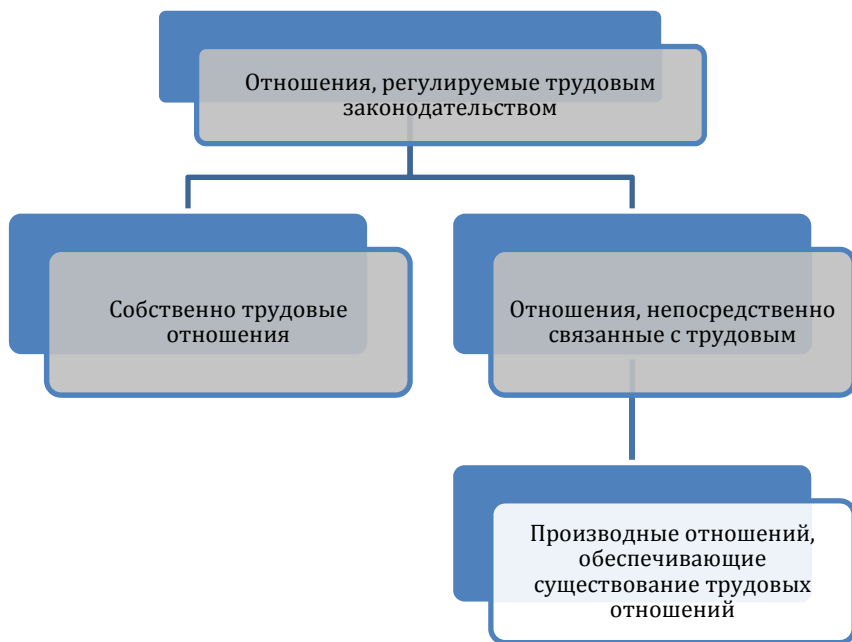 Отношения, регулируемые трудовым
законодательством
Собственно трудовые
отношения
Отношения, непосредственно
связанные с трудовым
Производные отношений,
обеспечивающие
существование трудовых
отношений